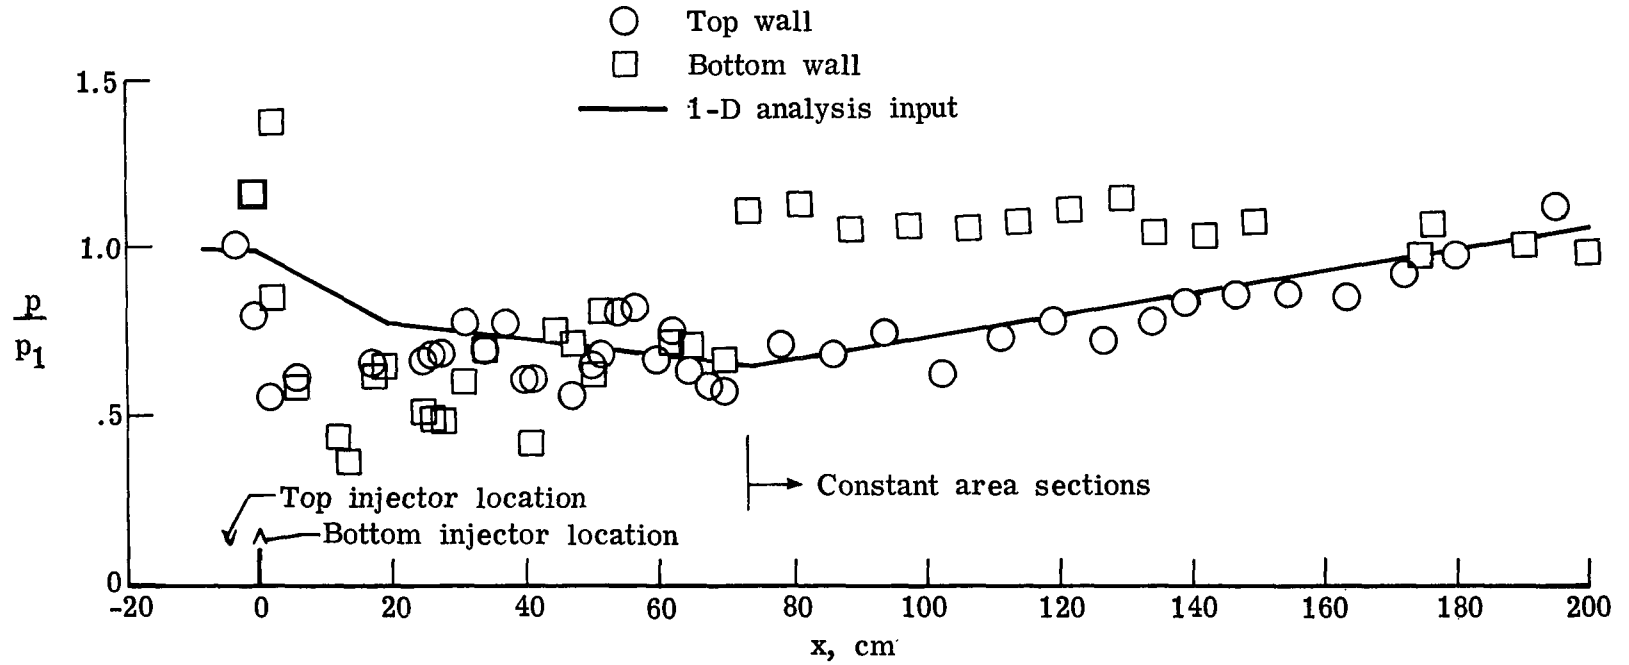 Top wall
Bottom wall
1-D analysis input
1.5
1.0
.5
0
p
p1
Top injector location
Bottom injector location
Constant area sections
-20 0 20 40 60 80 100 120 140 160 180 200
x, cm